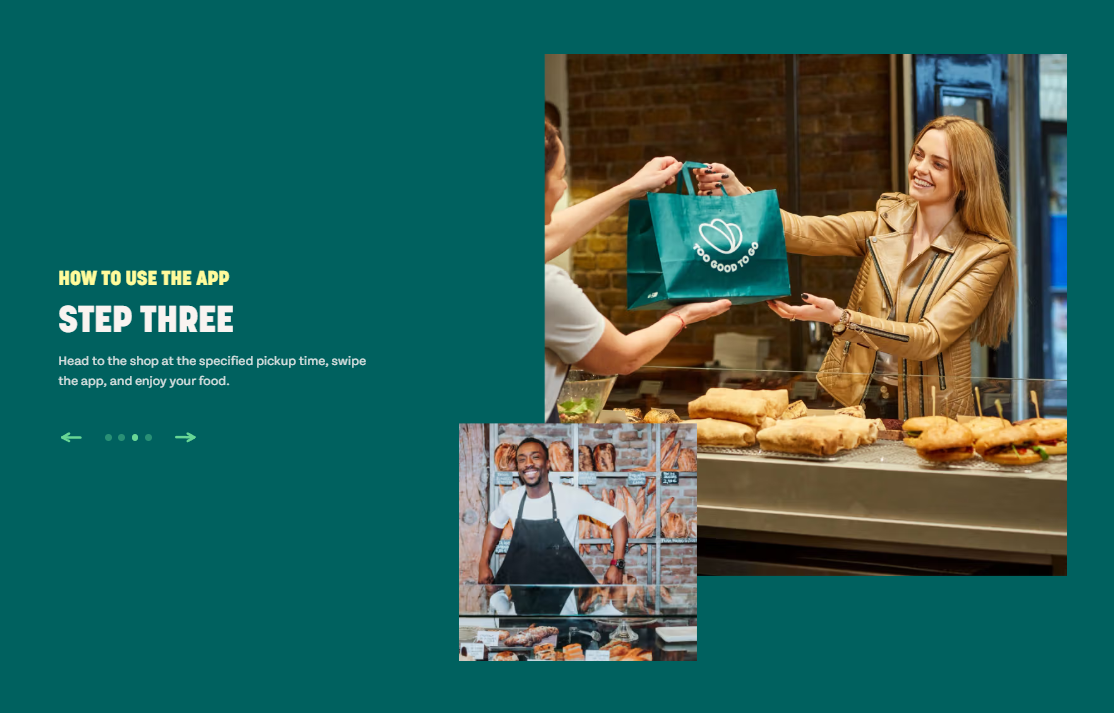 HOW TO USE THE APP
STEP THREE
Head to the shop at the specified pickup time, swipe
the app, and enjoy your food.
TOO GOOD TO GO